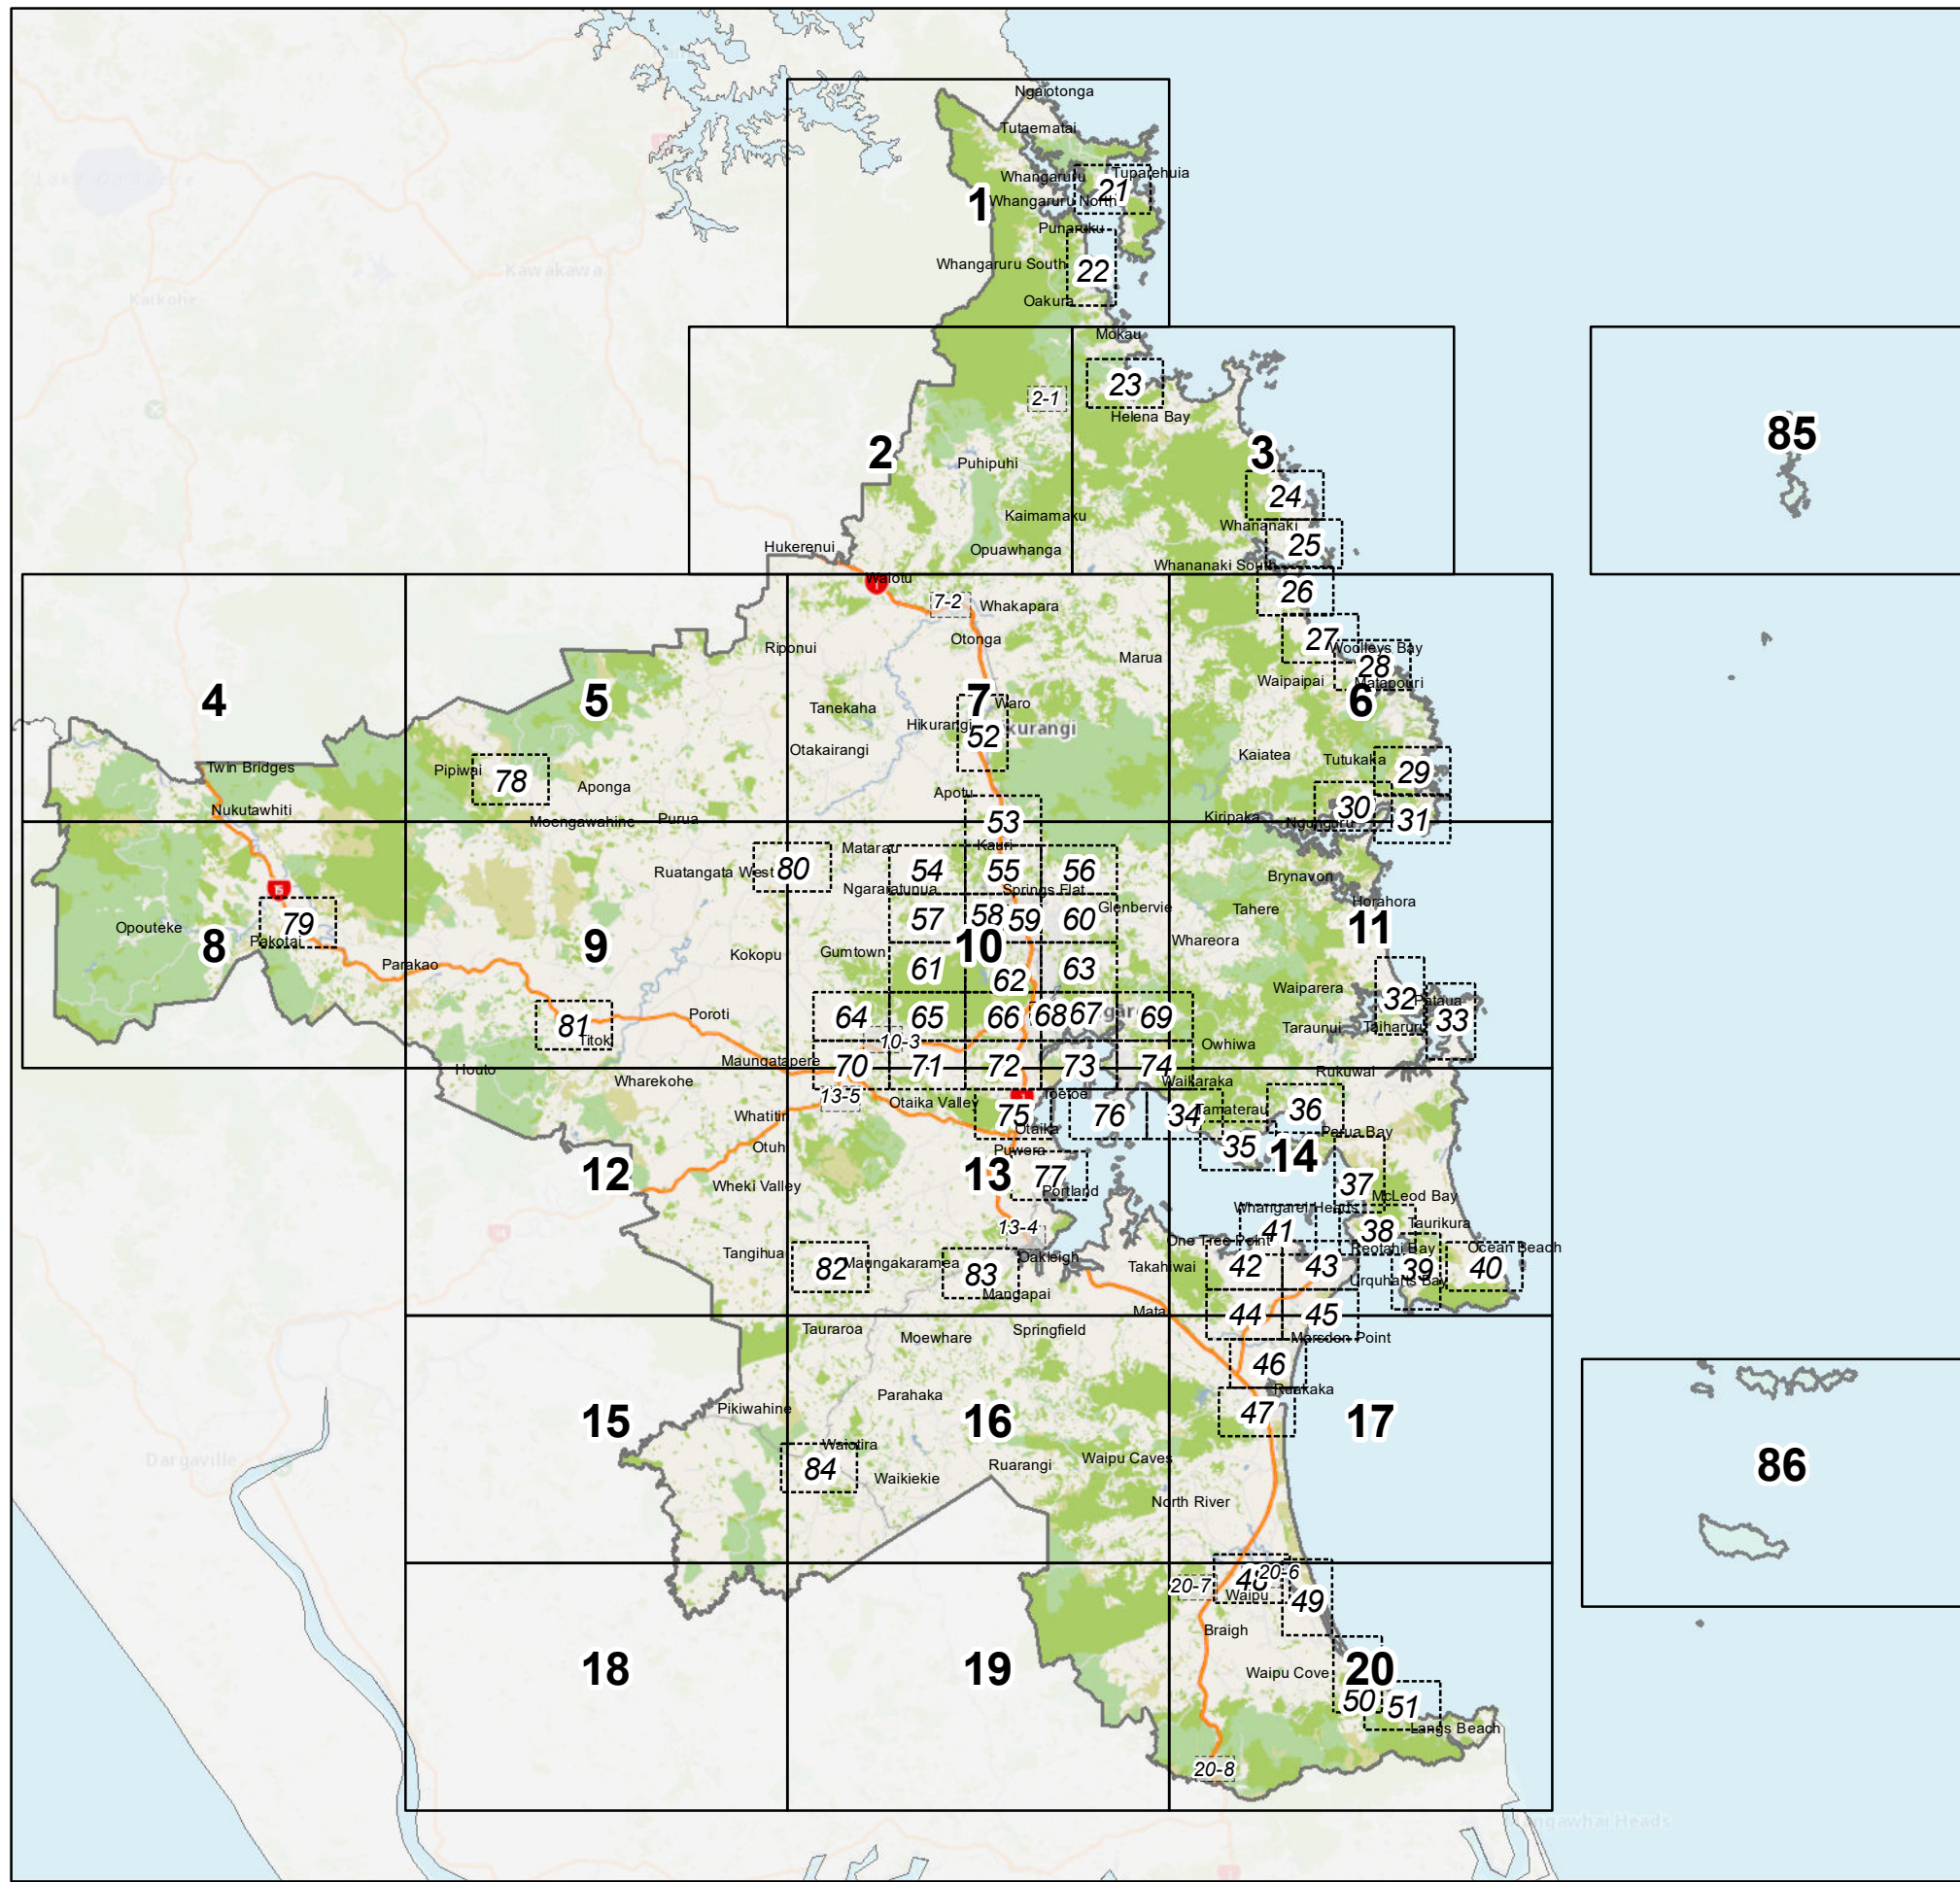 Ngaiotonga
Tutaematai
Tuparehuia
Whangaruru
21
1
Whangaruru North
Punaruku
Whangaruru South
22
Oakura
Mokau
23
2-1
Helena Bay
85
2
3
Puhipuhi
24
Kaimamaku
Whananaki
25
Hukerenui
Opuawhanga
Whananaki South
Kawakawa
Kaikohe
Waiotu
1
7-2
Whakapara
26
Otonga
27
Riponui
Woolleys Bay
Marua
28
Waipaipai
Matapouri
4
5
7
6
Waro
Tanekaha
Hikurangi
52
kurangi
Otakairangi
Kaiatea
Tutukaka
Twin Bridges
Pipiwai
78
29
Aponga
Apotu
Nukutawhiti
30
Moengawahine
Purua
53
Kiripaka
Ngunguru
31
Kauri
Matarau
Ruatangata West
80
54
55
56
Brynavon
15
Ngararatunua
Springs Flat
Horahora
79
57
58
59
60
Glenbervie
Tahere
Opouteke
11
Pakotai
8
9
10
Whareora
Kokopu
Gumtown
Parakao
61
62
63
Waiparera
32
Pataua
Poroti
64
65
66
68
67
69
33
81
Titoki
Taraunui
Taiharuru
10-3
Owhiwa
Maungatapere
70
71
72
73
74
Houto
Wharekohe
Waikaraka
Rukuwai
13-5
Otaika Valley
Toetoe
75
76
34
Tamaterau
36
Otaika
Parua Bay
Puwera
35
14
Wheki Valley
12
13
77
Portland
37
McLeod Bay
Whangarei Heads
13-4
41
38
Taurikura
One Tree Point
Reotahi Bay
Ocean Beach
Tangihua
82
Maungakaramea
83
Oakleigh
Takahiwai
42
43
39
40
Urquharts Bay
Mangapai
Mata
44
45
Tauraroa
Moewhare
Springfield
Marsden Point
46
Ruakaka
Parahaka
Pikiwahine
47
15
16
17
Waiotira
84
Waikiekie
Ruarangi
Waipu Caves
86
Dargaville
North River
20-7
48
20-6
Waipu
49
Braigh
18
19
20
Waipu Cove
50
51
Langs Beach
20-8
angawhai Heads